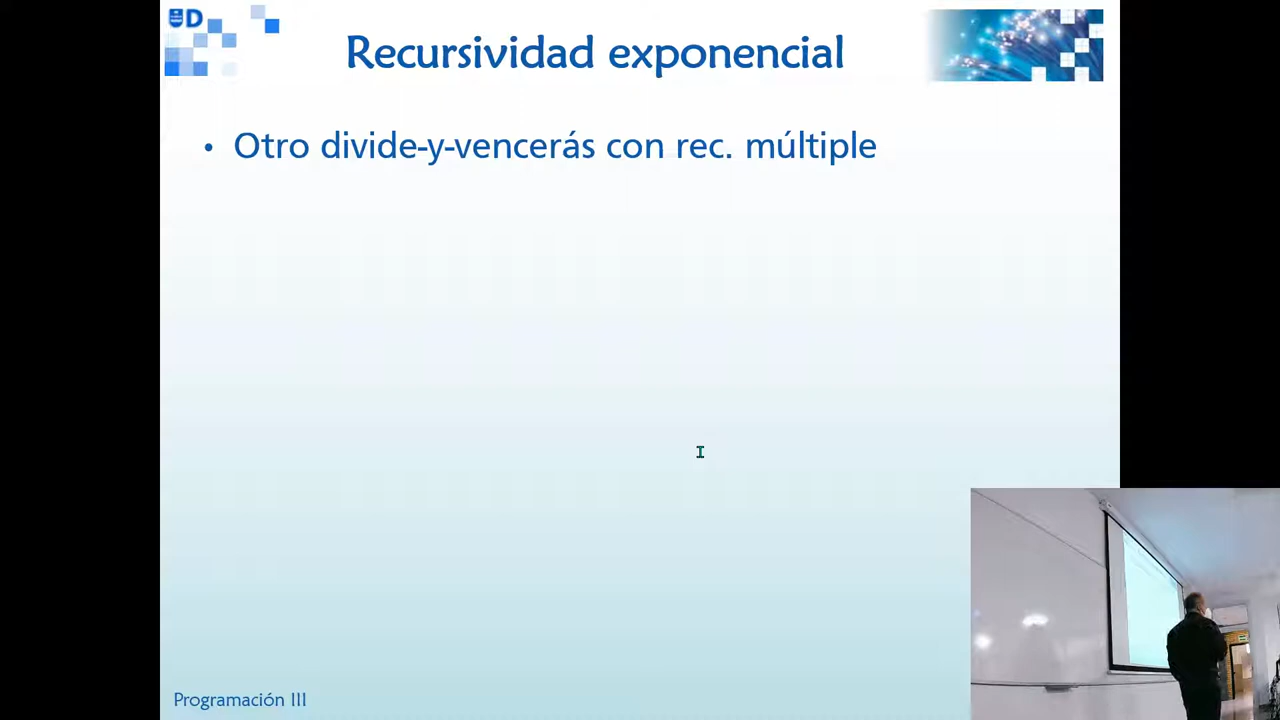 D
Recursividad exponencial
• Otro divide-y-vencerás con rec. múltiple
Programación III